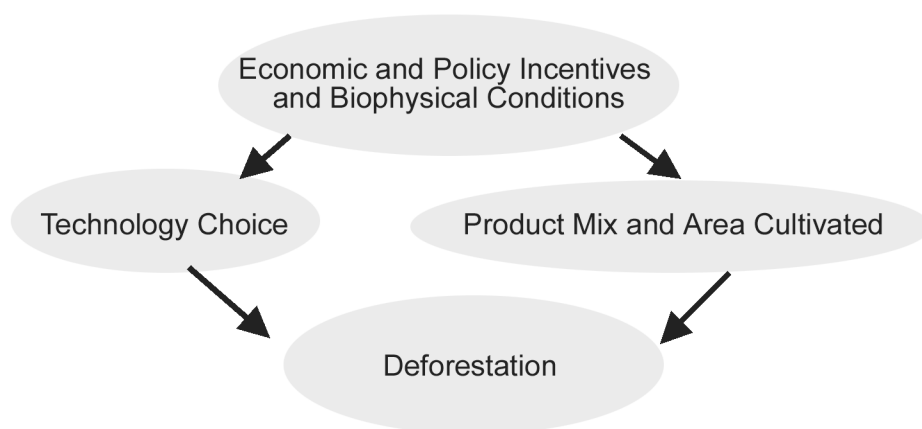 Economic and Policy Incentives
and Biophysical Conditions
Technology Choice
Product Mix and Area Cultivated
Deforestation